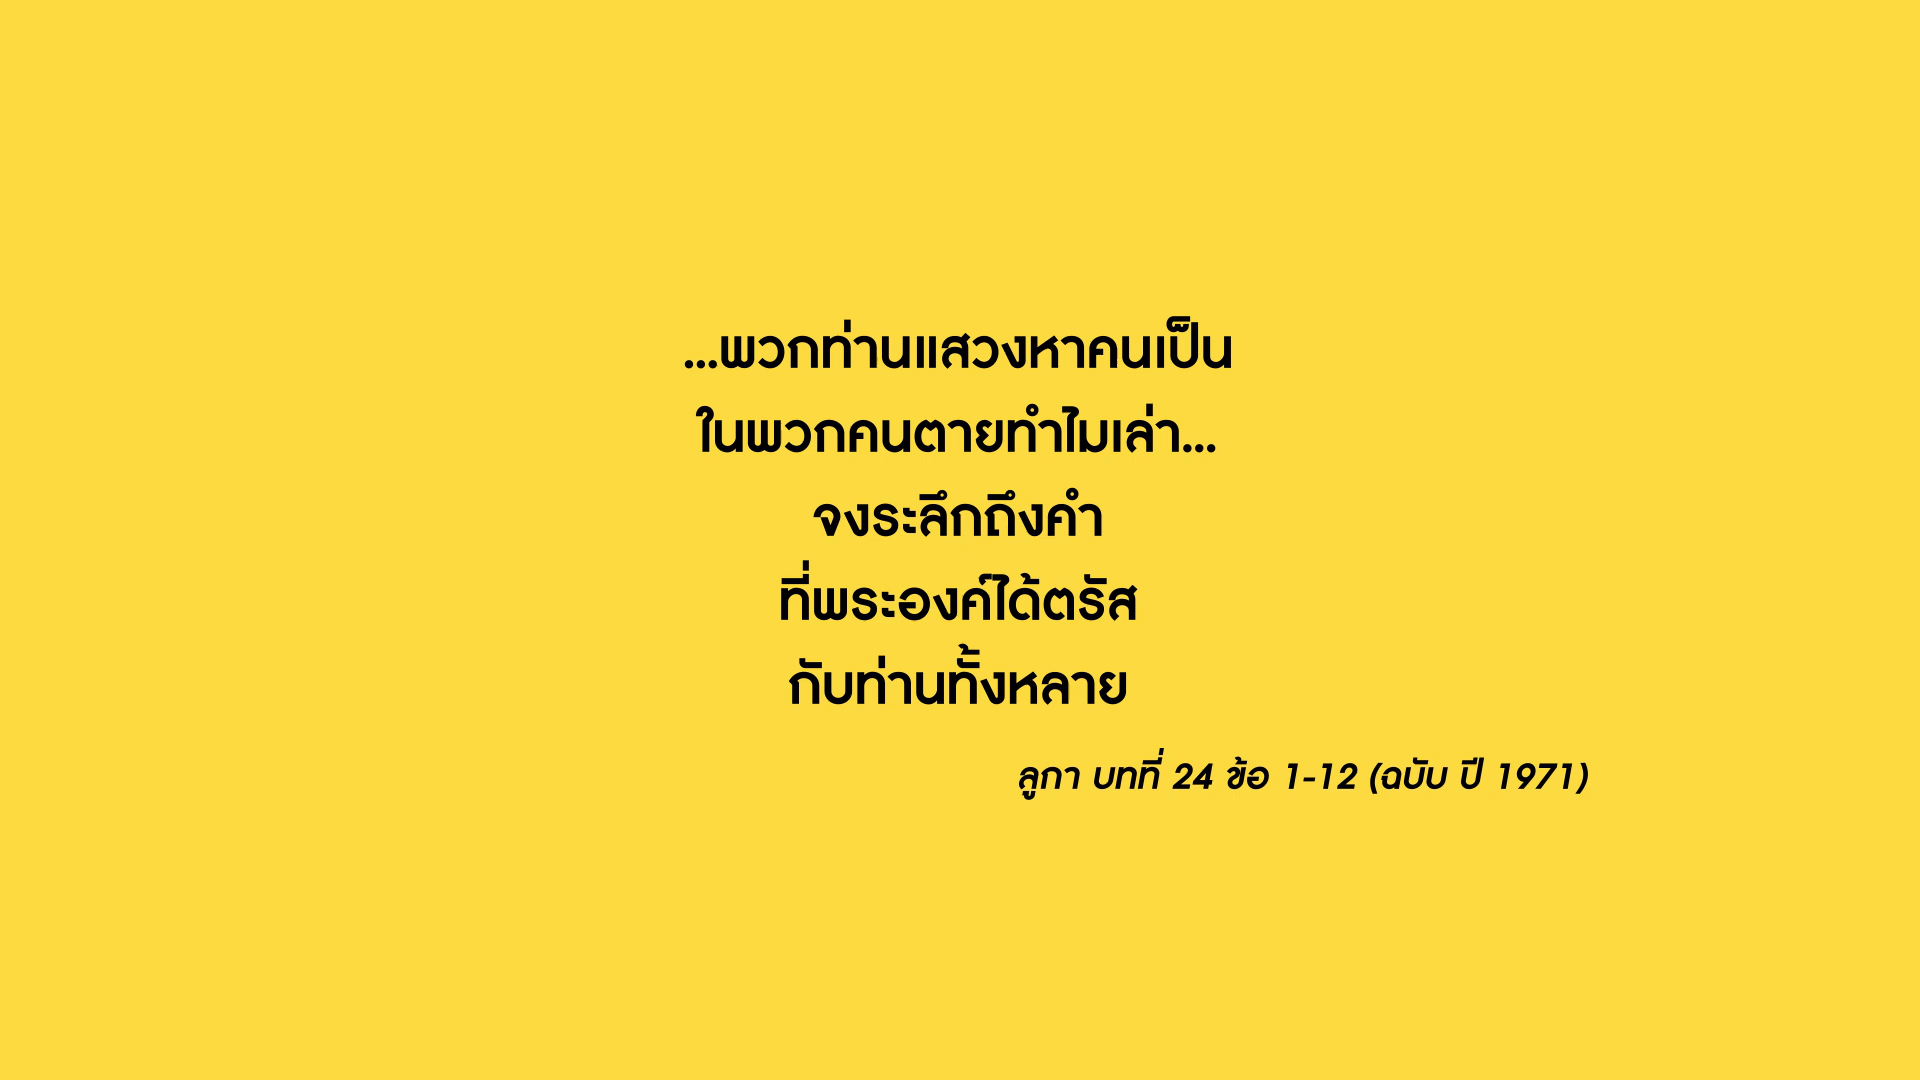 ...พวกท่านแสวงหาคนเป็น
ในพวกคนตายทำไมเล่า...
จงระลึกถึงคำ
ที่พระองค์ได้ตรัส
กับท่านทั้งหลาย
ลูกา บทที่ 24 ข้อ 1-12 (ฉบับ ปี 1971)